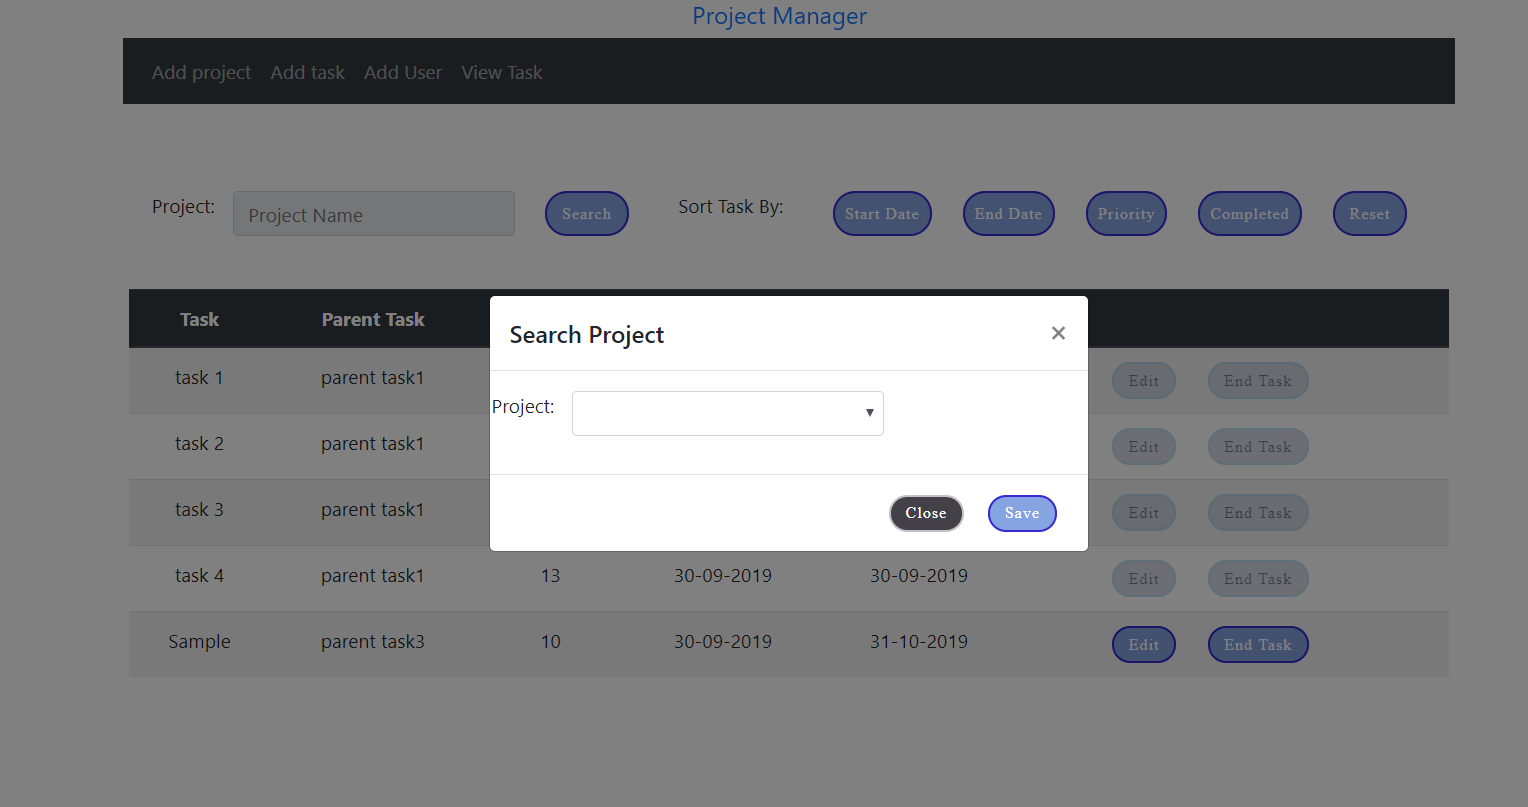 Project Manager
Add project Add task Add User View Task
Project: Project Name Search Sort Task By: Start Date End Date Priority Completed Reset
Task Parent Task
Search Project ×
task 1 parent task1 Edit End Task
Project:
task 2 parent task1 Edit End Task
task 3 parent task1 Close Save Edit End Task
task 4 parent task1 13 30-09-2019 30-09-2019 Edit End Task
Sample parent task3 10 30-09-2019 31-10-2019 Edit End Task